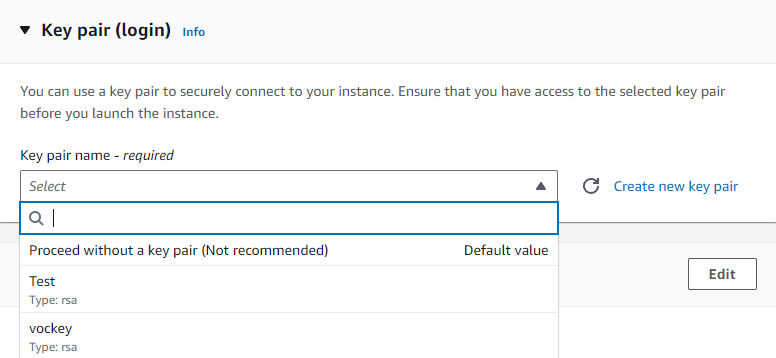 Key pair (login) Info
You can use a key pair to securely connect to your instance. Ensure that you have access to the selected key pair
before you launch the instance.
Key pair name - required
Select
Create new key pair
Proceed without a key pair (Not recommended) Default value
Test
Type: rsa
Edit
vockey
Type: rsa